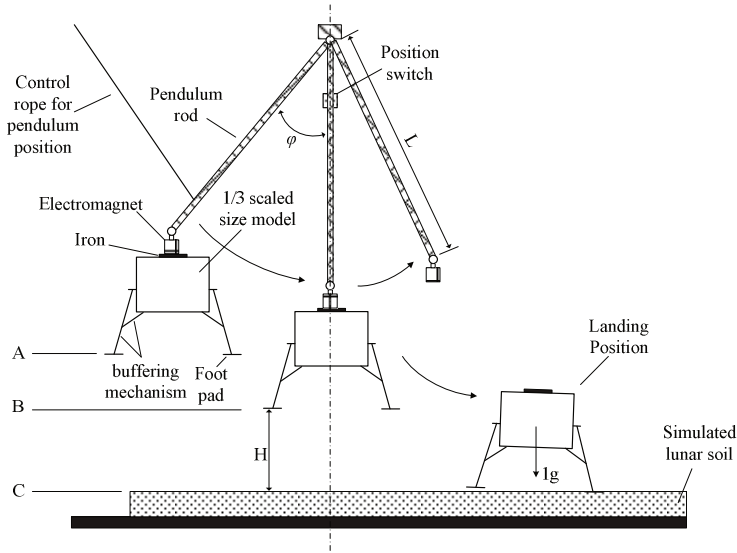 Position
switch
Control
rope for
pendulum
position
Pendulum
rod
L
φ
Electromagnet
1/3 scaled
size model
Iron
A
buffering
mechanism
Foot
pad
Landing
Position
B
H
1g
Simulated
lunar soil
C